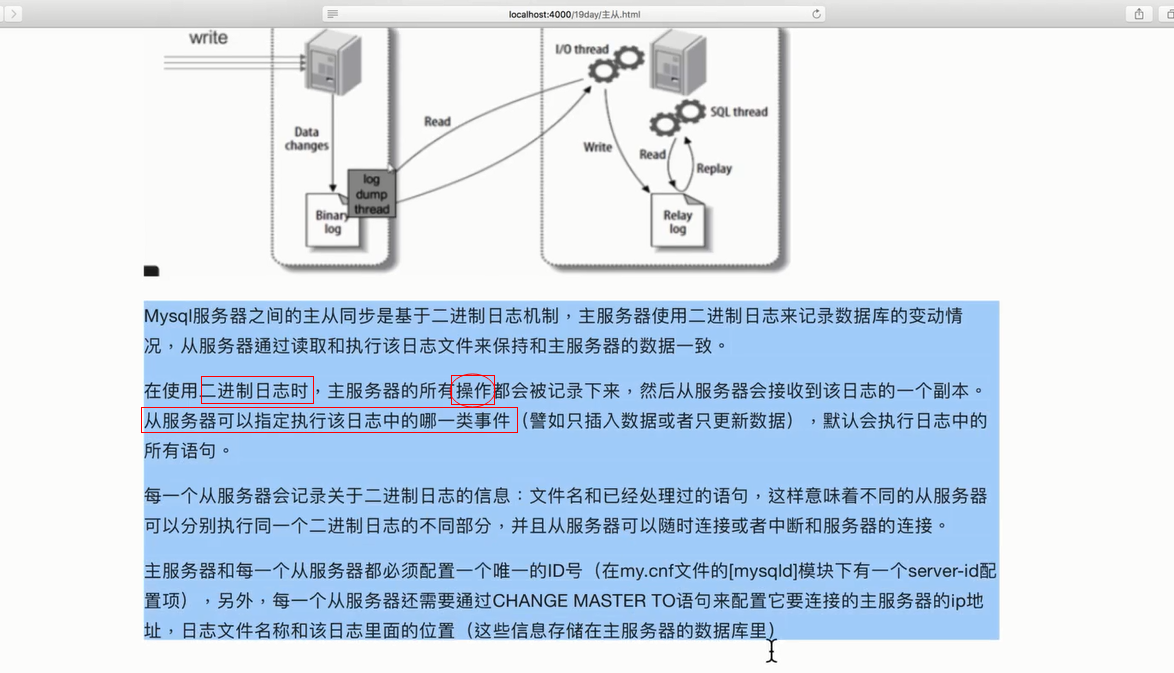 localhost:4000/19day/主从.html
write
I/O thread
SQL thread
Read
Data
changes
Write
Read
Replay
log
dump
thread
Binary
log
Relay
log
Mysql服务器之间的主从同步是基于二进制日志机制，主服务器使用二进制日志来记录数据库的变动情
况，从服务器通过读取和执行该日志文件来保持和主服务器的数据一致。
在使用二进制日志时，主服务器的所有操作都会被记录下来，然后从服务器会接收到该日志的一个副本。
从服务器可以指定执行该日志中的哪一类事件（譬如只插入数据或者只更新数据），默认会执行日志中的
所有语句。
每一个从服务器会记录关于二进制日志的信息：文件名和已经处理过的语句，这样意味着不同的从服务器
可以分别执行同一个二进制日志的不同部分，并且从服务器可以随时连接或者中断和服务器的连接。
主服务器和每一个从服务器都必须配置一个唯一的ID号（在my.cnf文件的[mysqld]模块下有一个server-id配
置项），另外，每一个从服务器还需要通过CHANGE MASTER TO语句来配置它要连接的主服务器的ip地
址，日志文件名称和该日志里面的位置（这些信息存储在主服务器的数据库里）